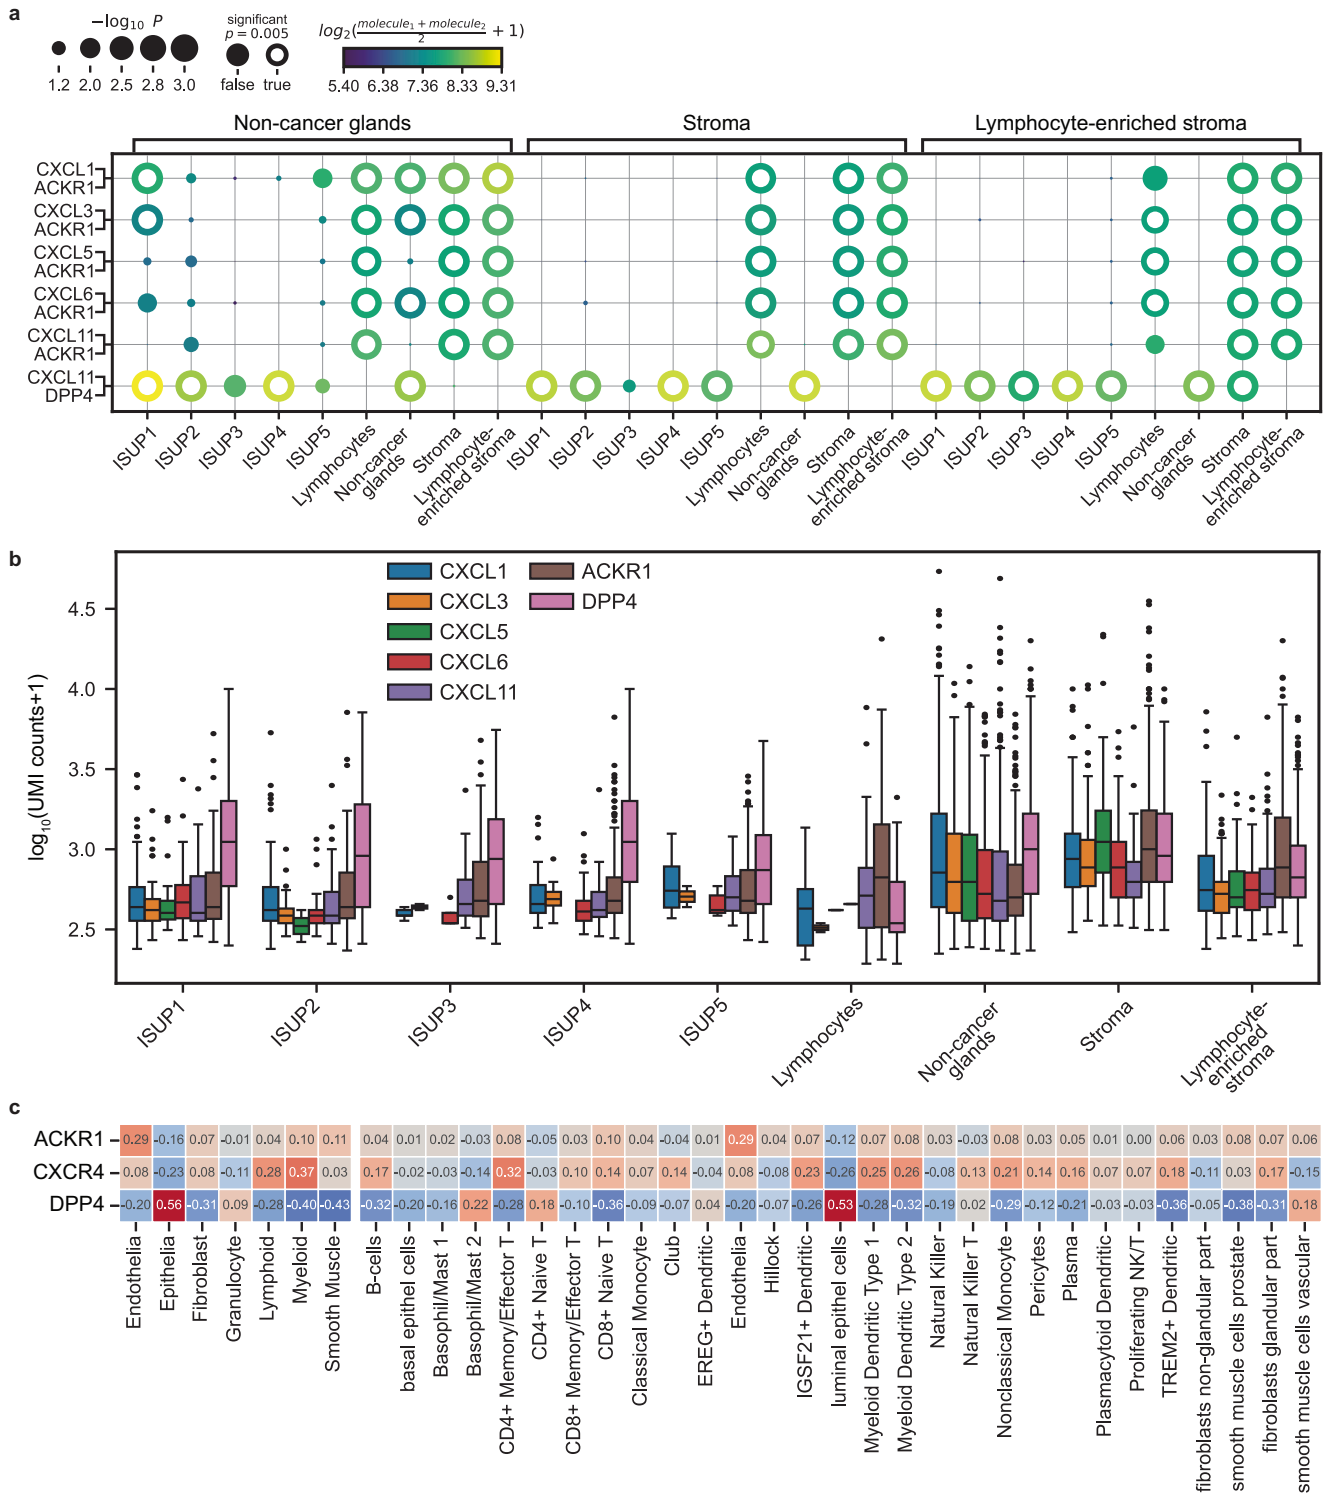 a
−log₁₀ P
1.2 2.0 2.5 2.8 3.0
significant
p = 0.005
false true
log₂(molecule₁ + molecule₂ / 2 + 1)
5.40 6.38 7.36 8.33 9.31
Non-cancer glands Stroma Lymphocyte-enriched stroma
CXCL1
ACKR1
CXCL3
ACKR1
CXCL5
ACKR1
CXCL6
ACKR1
CXCL11
ACKR1
CXCL11
DPP4
ISUP1 ISUP2 ISUP3 ISUP4 ISUP5 Lymphocytes Non-cancer glands Stroma Lymphocyte-enriched stroma ISUP1 ISUP2 ISUP3 ISUP4 ISUP5 Lymphocytes Non-cancer glands Stroma Lymphocyte-enriched stroma ISUP1 ISUP2 ISUP3 ISUP4 ISUP5 Lymphocytes Non-cancer glands Stroma Lymphocyte-enriched stroma
b
log₁₀(UMI counts+1)
4.5
4.0
3.5
3.0
2.5
CXCL1 ACKR1
CXCL3 DPP4
CXCL5
CXCL6
CXCL11
ISUP1 ISUP2 ISUP3 ISUP4 ISUP5 Lymphocytes Non-cancer glands Stroma Lymphocyte-enriched stroma
c
ACKR1 0.29 -0.16 0.07 -0.01 0.04 0.10 0.11 0.04 0.01 0.02 -0.03 0.08 -0.05 0.03 0.10 0.04 -0.04 0.01 0.29 0.04 0.07 -0.12 0.07 0.08 0.03 -0.03 0.08 0.03 0.05 0.01 0.00 0.06 0.03 0.08 0.07 0.06
CXCR4 0.08 -0.23 0.08 -0.11 0.28 0.37 0.03 0.17 -0.02 -0.03 -0.14 0.32 -0.03 0.10 0.14 0.07 0.14 -0.04 0.08 -0.08 0.23 -0.26 0.25 0.26 -0.08 0.13 0.21 0.14 0.16 0.07 0.07 0.18 -0.11 0.03 0.17 -0.15
DPP4 -0.20 0.56 -0.31 0.09 -0.28 -0.40 -0.43 -0.32 -0.20 -0.16 0.22 -0.28 0.18 -0.10 -0.36 -0.09 -0.07 0.04 -0.20 -0.07 -0.26 0.53 -0.28 -0.32 -0.19 0.02 -0.29 -0.12 -0.21 -0.03 -0.03 -0.36 -0.05 -0.38 -0.31 0.18
Endothelia
Epithelia
Fibroblast
Granulocyte
Lymphoid
Myeloid
Smooth Muscle
B-cells
basal epithel cells
Basophil/Mast 1
Basophil/Mast 2
CD4+ Memory/Effector T
CD4+ Naive T
CD8+ Memory/Effector T
CD8+ Naive T
Classical Monocyte
Club
EREG+ Dendritic
Endothelia
Hillock
IGSF21+ Dendritic
luminal epithel cells
Myeloid Dendritic Type 1
Myeloid Dendritic Type 2
Natural Killer
Natural Killer T
Nonclassical Monocyte
Pericytes
Plasma
Plasmacytoid Dendritic
Proliferating NK/T
TREM2+ Dendritic
fibroblasts non-glandular part
smooth muscle cells prostate
fibroblasts glandular part
smooth muscle cells vascular